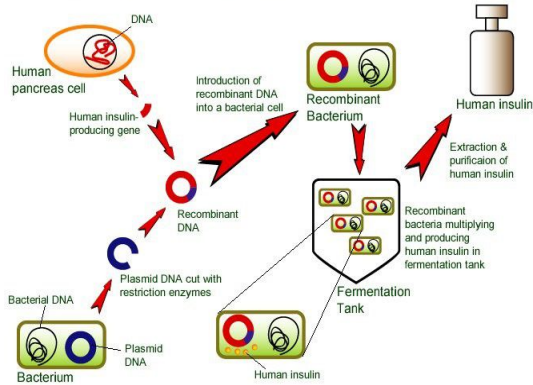 DNA
Human
pancreas cell
Human insulin-
producing gene
Introduction of
recombinant DNA
into a bacterial cell
Recombinant
Bacterium
Human insulin
Extraction &
purificaion of
human insulin
Recombinant
DNA
Plasmid DNA cut with
restriction enzymes
Recombinant
bacteria multiplying
and producing
human insulin in
fermentation tank
Fermentation
Tank
Bacterial DNA
Plasmid
DNA
Bacterium
Human insulin